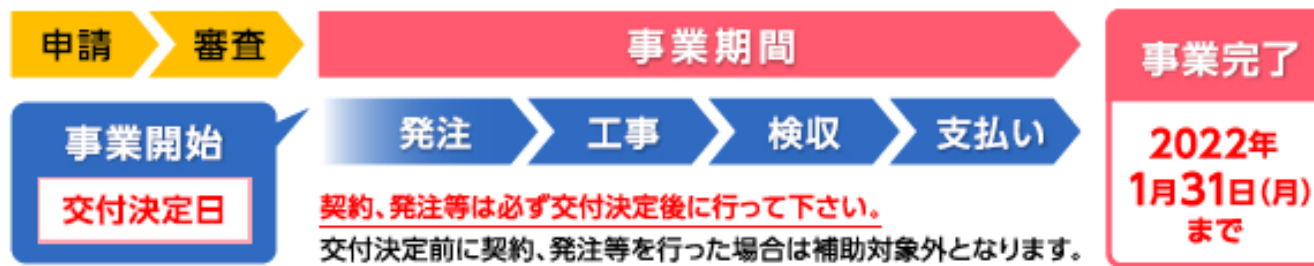 申請
審査
事業期間
事業完了
事業開始
交付決定日
発注
工事
検収
支払い
契約、発注等は必ず交付決定後に行って下さい。
交付決定前に契約、発注等を行った場合は補助対象外となります。
2022年
1月31日(月)
まで